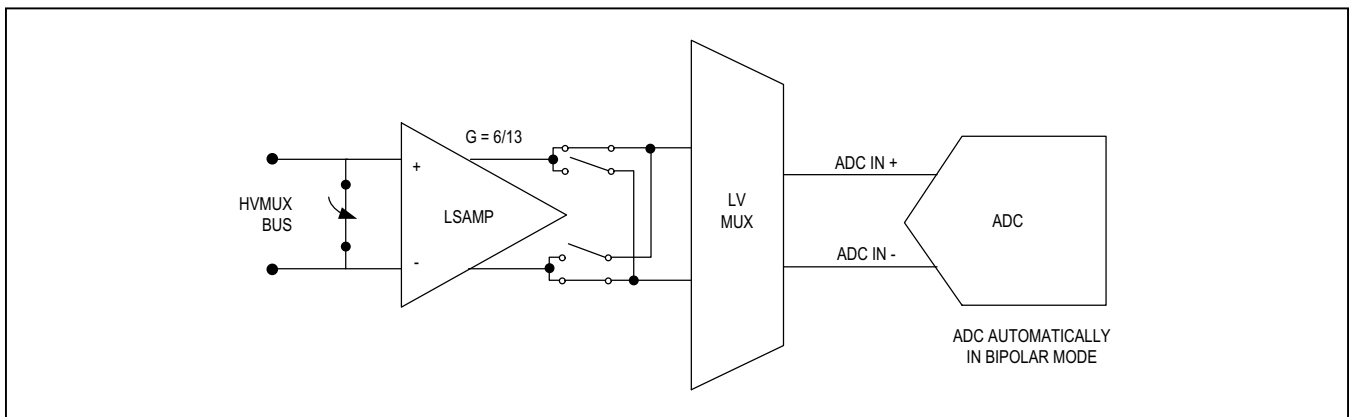 G = 6/13
HVMUX
BUS
+
-
LSAMP
LV
MUX
ADC IN +
ADC IN -
ADC
ADC AUTOMATICALLY
IN BIPOLAR MODE